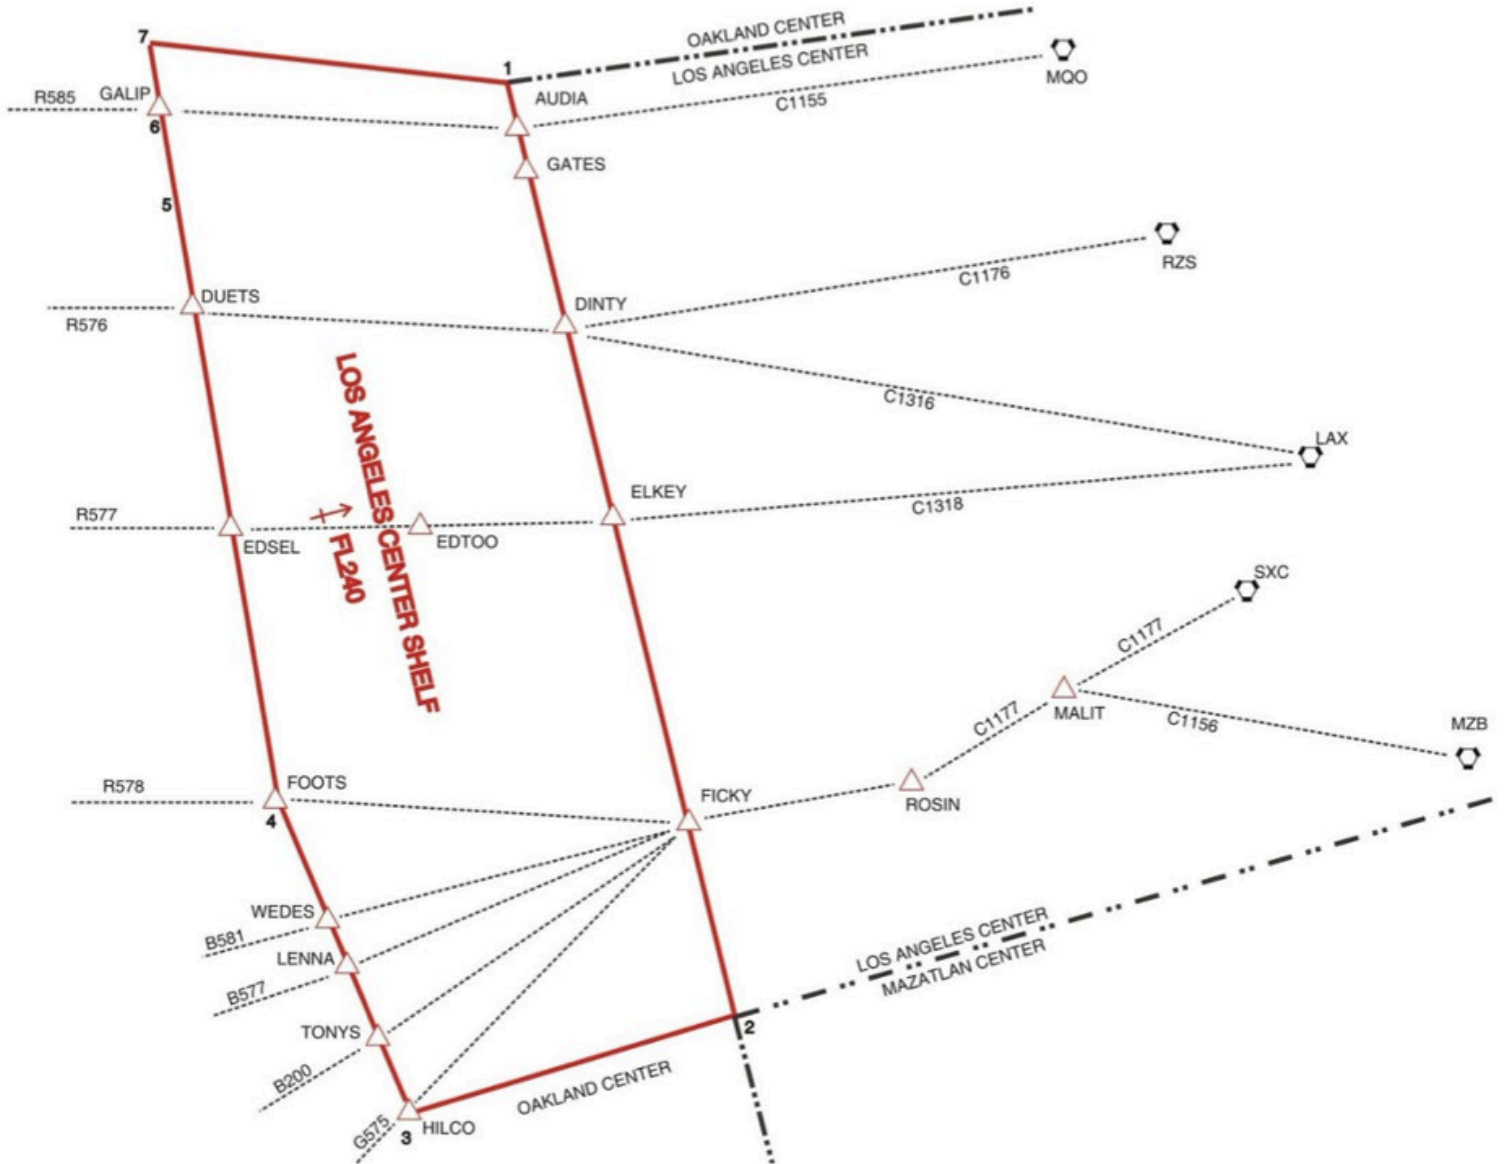 OAKLAND CENTER
LOS ANGELES CENTER
7
1
MQO
R585
GALIP
AUDIA
C1155
6
GATES
5
RZS
C1176
DUETS
DINTY
R576
LOS ANGELES CENTER SHELF
FL240
C1316
LAX
ELKEY
C1318
R577
EDSEL
EDTOO
SXC
C1177
C1177
MALIT
C1156
MZB
R578
FOOTS
4
FICKY
ROSIN
WEDES
B581
LENNA
B577
LOS ANGELES CENTER
MAZATLAN CENTER
TONYS
B200
2
OAKLAND CENTER
G575
3
HILCO